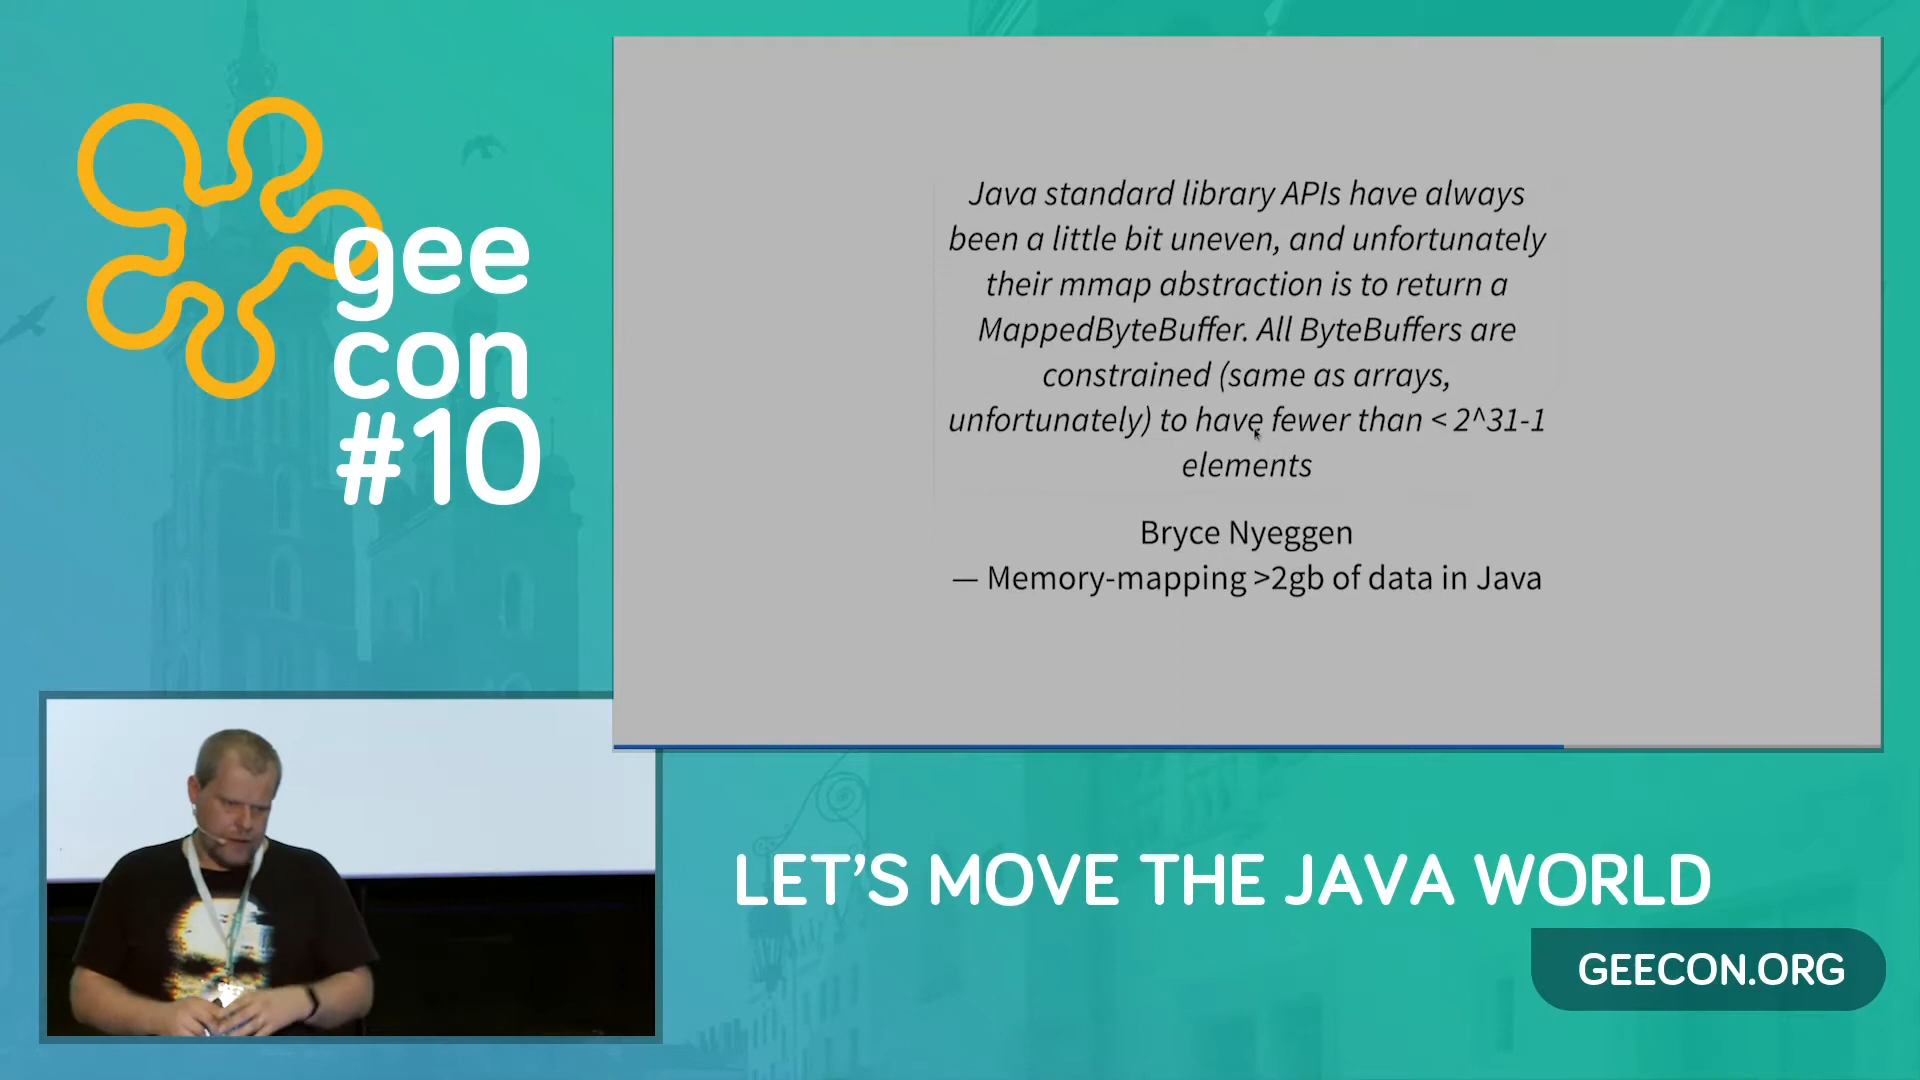 gee
con
#10
Java standard library APIs have always
been a little bit uneven, and unfortunately
their mmap abstraction is to return a
MappedByteBuffer. All ByteBuffers are
constrained (same as arrays,
unfortunately) to have fewer than < 2^31-1
elements
Bryce Nyeggen
— Memory-mapping >2gb of data in Java
LET'S MOVE THE JAVA WORLD
GEECON.ORG